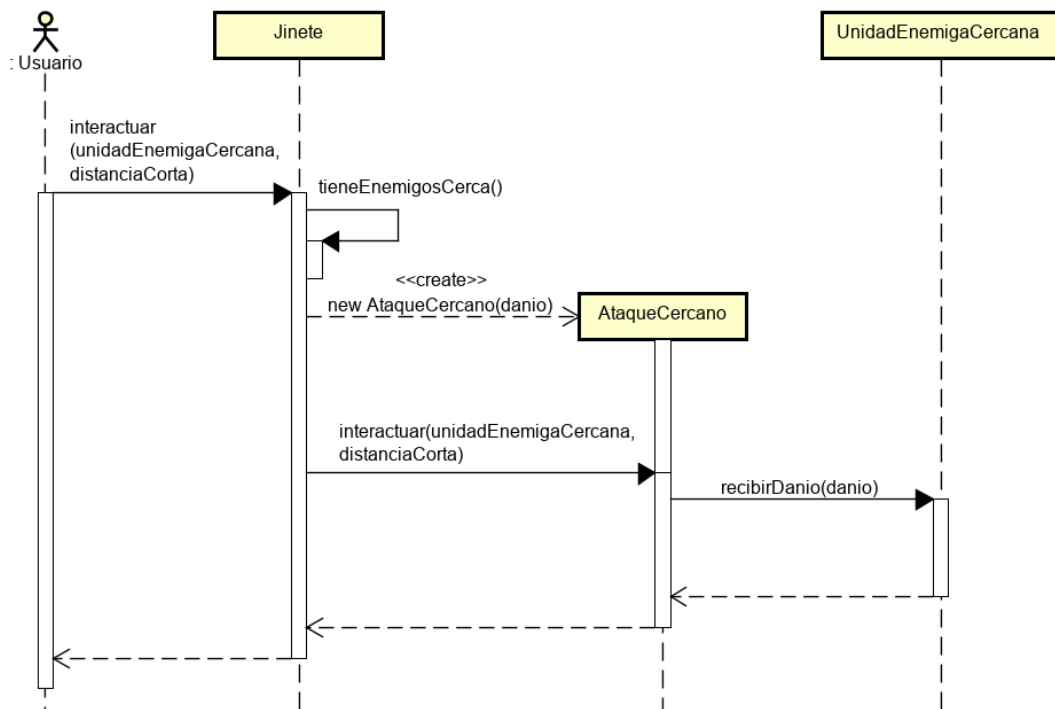 Jinete
UnidadEnemigaCercana
: Usuario
interactuar
(unidadEnemigaCercana,
distanciaCorta)
tieneEnemigosCerca()
<<create>>
new AtaqueCercano(danio)
AtaqueCercano
interactuar(unidadEnemigaCercana,
distanciaCorta)
recibirDanio(danio)